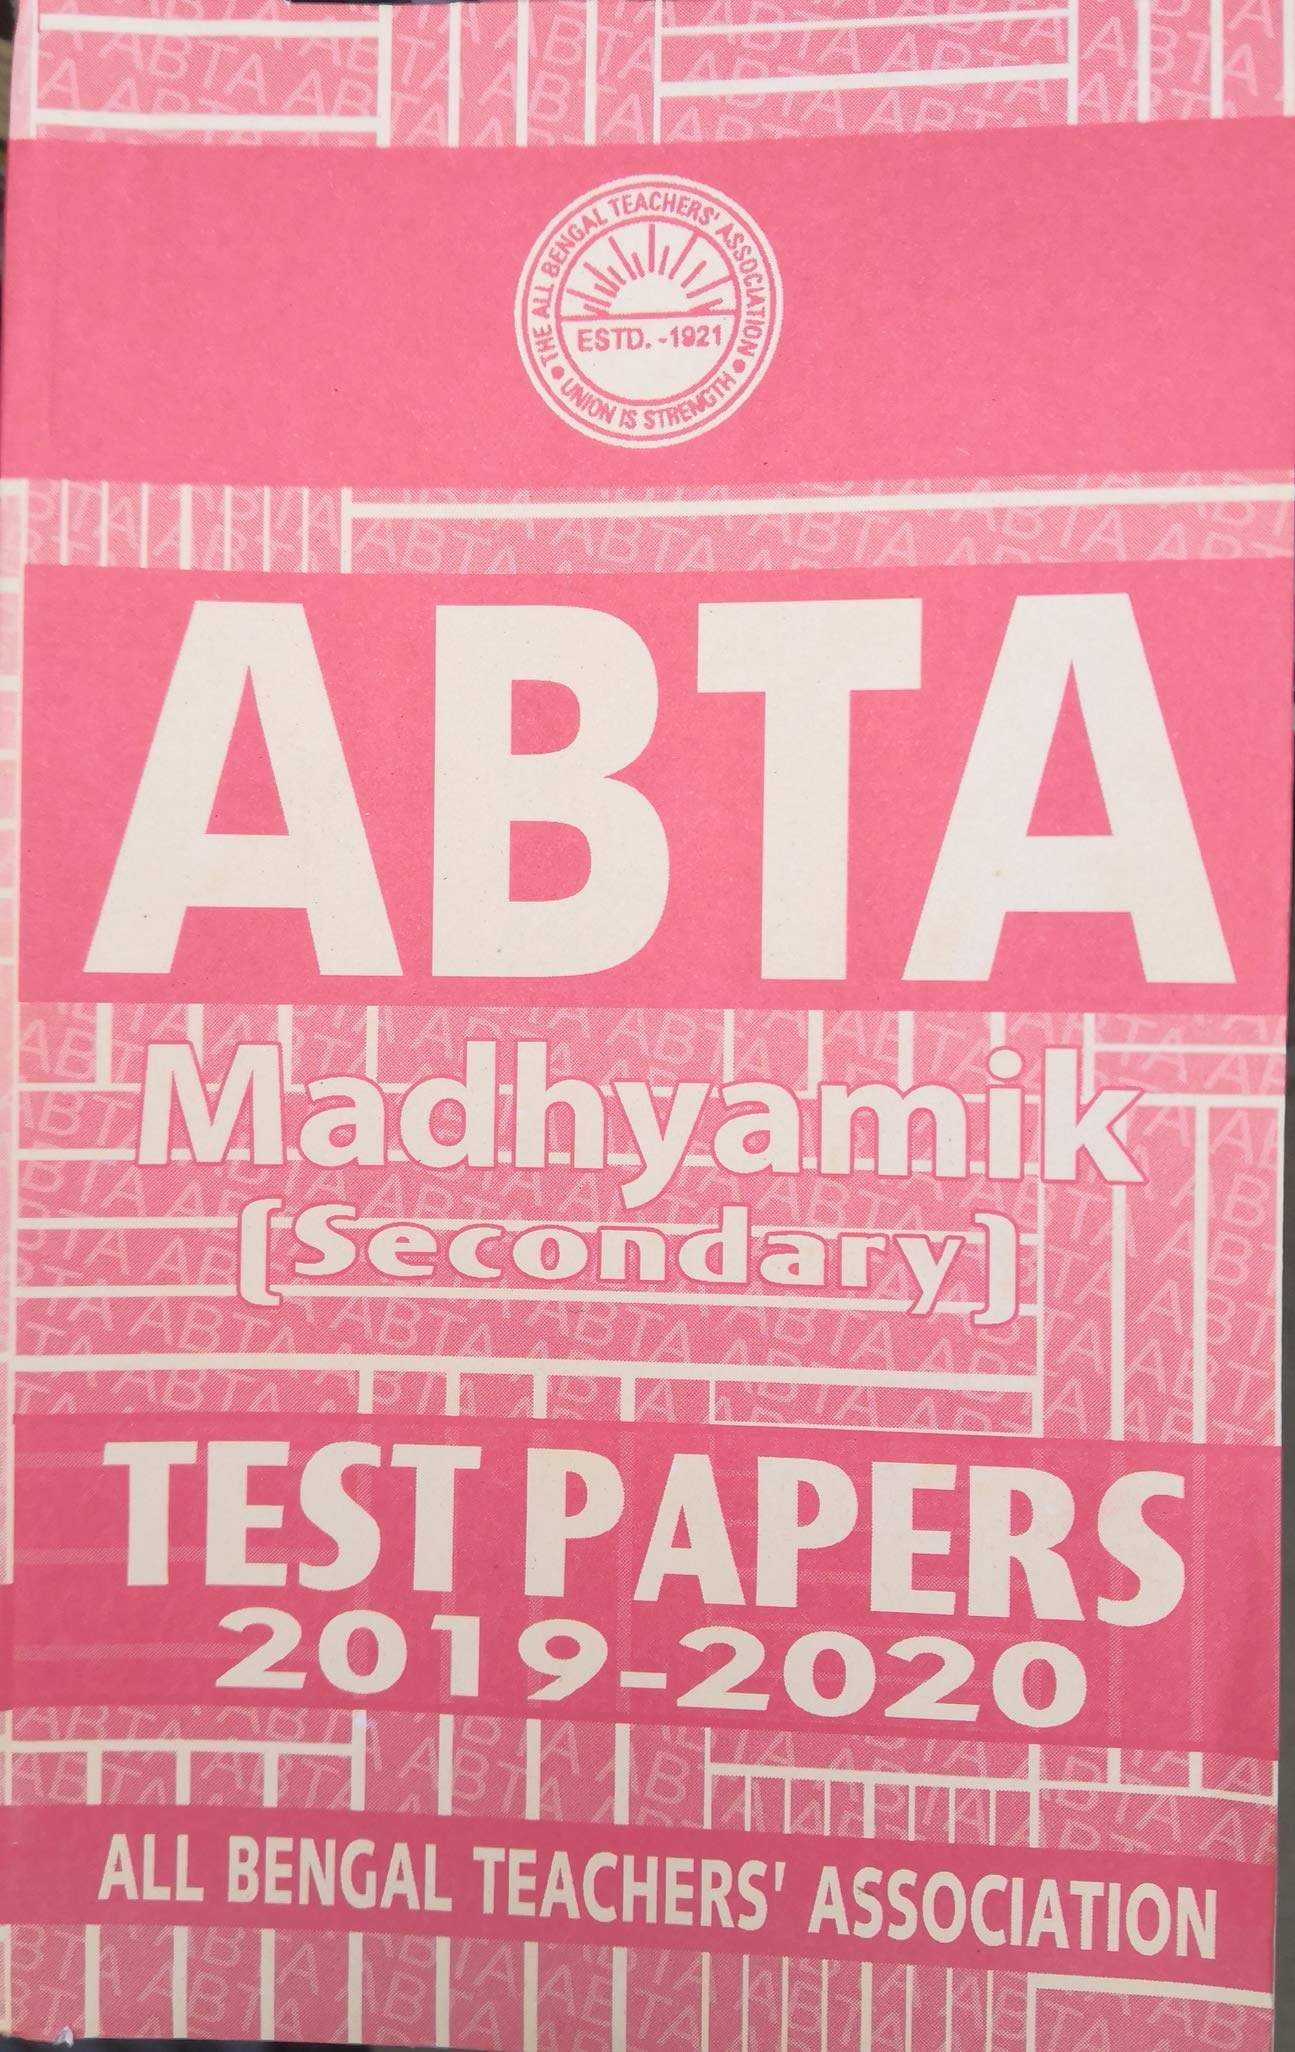 THE ALL BENGAL TEACHERS' ASSOCIATION
ESTD. -1921
UNION IS STRENGTH
ABTA
Madhyamik
(Secondary)
TEST PAPERS
2019-2020
ALL BENGAL TEACHERS' ASSOCIATION